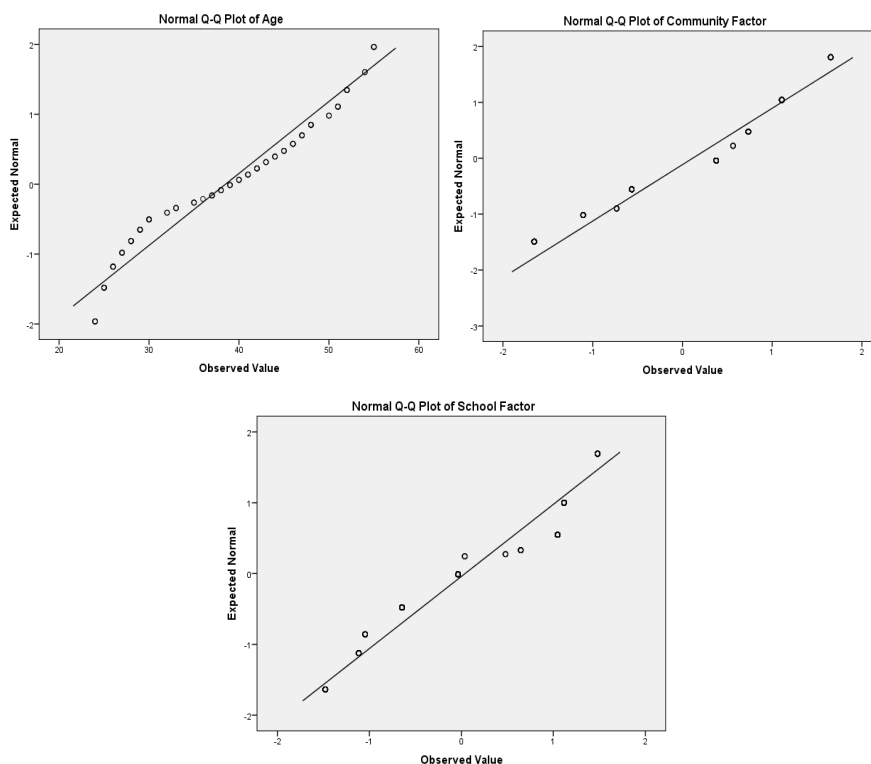 Normal Q-Q Plot of Age
2
1
0
-1
-2
Expected Normal
20 30 40 50 60
Observed Value
Normal Q-Q Plot of Community Factor
2
1
0
-1
-2
-3
Expected Normal
-2 -1 0 1 2
Observed Value
Normal Q-Q Plot of School Factor
2
1
0
-1
-2
Expected Normal
-2 -1 0 1 2
Observed Value